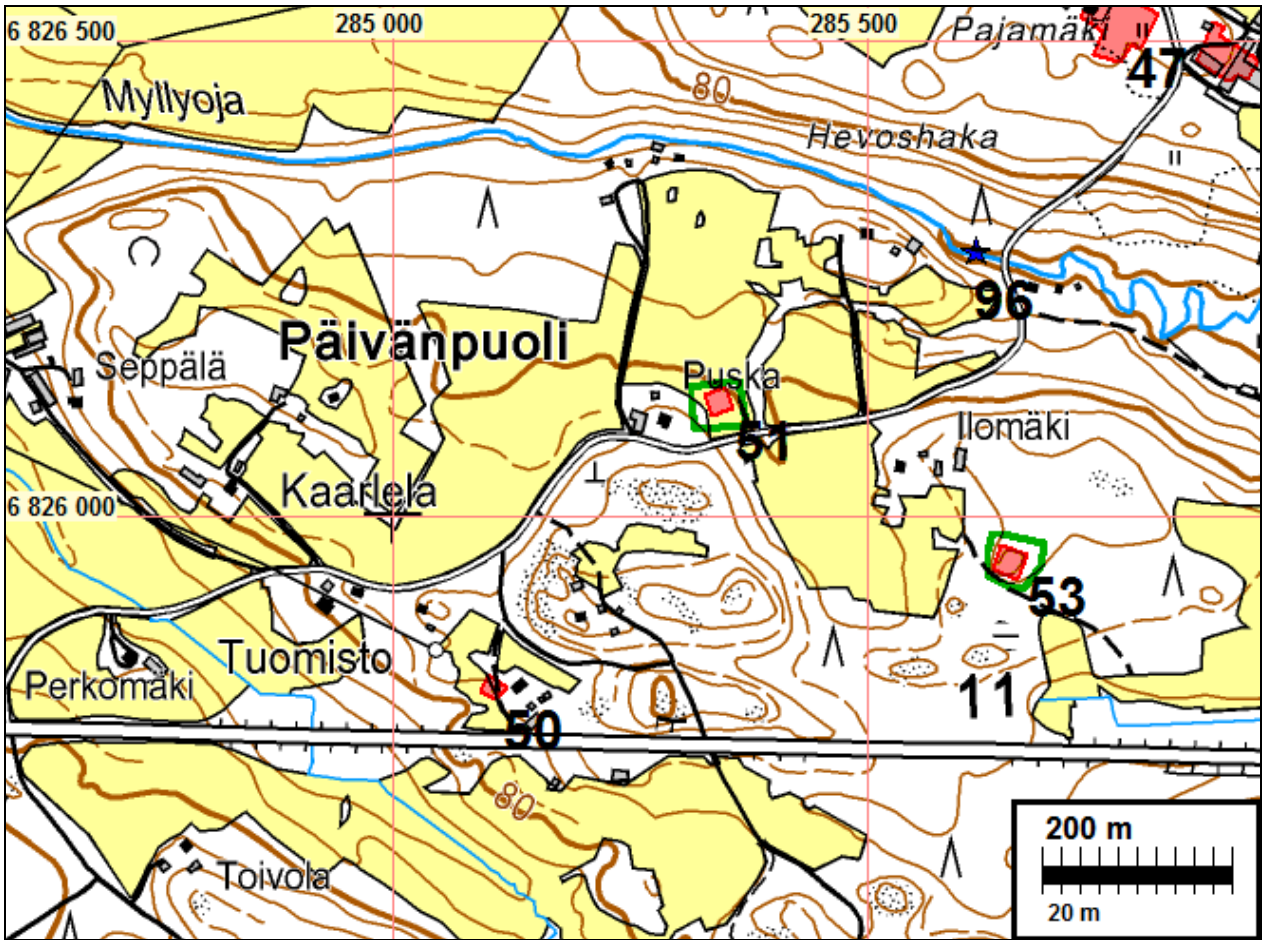 6 826 500
285 000
285 500
Pajamäki
47
80
Myllyoja
Hevoshaka
96
Päivänpuoli
Seppälä
Puska
51
Ilomäki
Kaarlela
6 826 000
53
Tuomisto
Perkomäki
11
50
80
200 m
20 m
Toivola